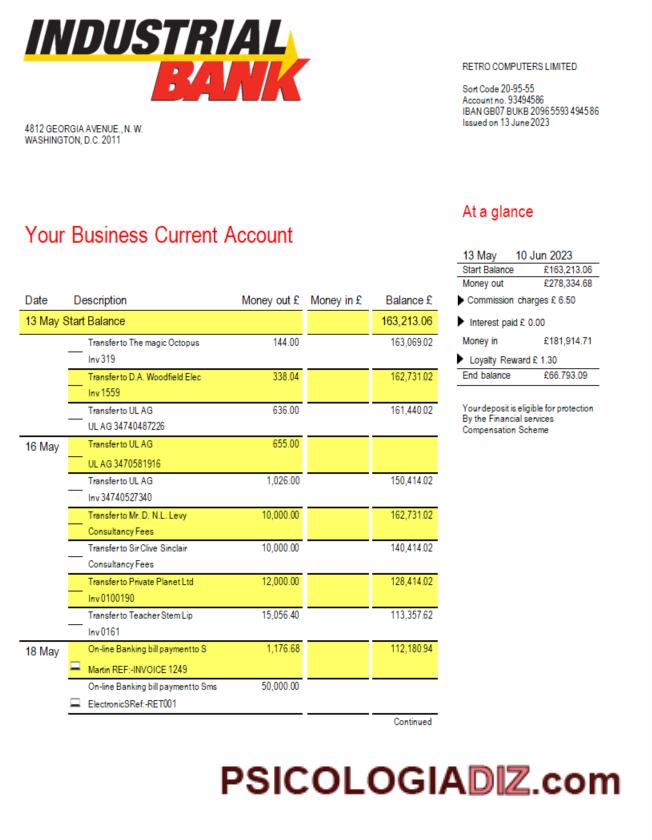 INDUSTRIAL
BANK
4812 GEORGIA AVENUE., N. W.
WASHINGTON, D.C. 2011
RETRO COMPUTERS LIMITED
Sort Code 20-95-55
Account no. 93494586
IBAN GB07 BUKB 2096 5593 494586
Issued on 13 June 2023
At a glance
Your Business Current Account
13 May 10 Jun 2023
Start Balance £163,213.06
Money out £278,334.68
Commission charges £ 6.50
Interest paid £ 0.00
Money in £181,914.71
Loyalty Reward £ 1.30
End balance £66.793.09
Your deposit is eligible for protection
By the Financial services
Compensation Scheme
Date Description Money out £ Money in £ Balance £
13 May Start Balance 163,213.06
Transfer to The magic Octopus 144.00 163,069.02
Inv 319
Transfer to D.A. Woodfield Elec 338.04 162,731.02
Inv 1559
Transfer to UL AG 636.00 161,440.02
UL AG 34740487226
16 May Transfer to UL AG 655.00
UL AG 3470581916
Transfer to UL AG 1,026.00 150,414.02
Inv 34740527340
Transfer to Mr. D. N.L. Levy 10,000.00 162,731.02
Consultancy Fees
Transfer to Sir Clive Sinclair 10,000.00 140,414.02
Consultancy Fees
Transfer to Private Planet Ltd 12,000.00 128,414.02
Inv 0100190
Transfer to Teacher Stem Lip 15,056.40 113,357.62
Inv 0161
18 May On-line Banking bill payment to S 1,176.68 112,180.94
Martin REF:-INVOICE 1249
On-line Banking bill payment to Sms 50,000.00
ElectronicSRef:-RET001
Continued
PSICOLOGIADIZ.com